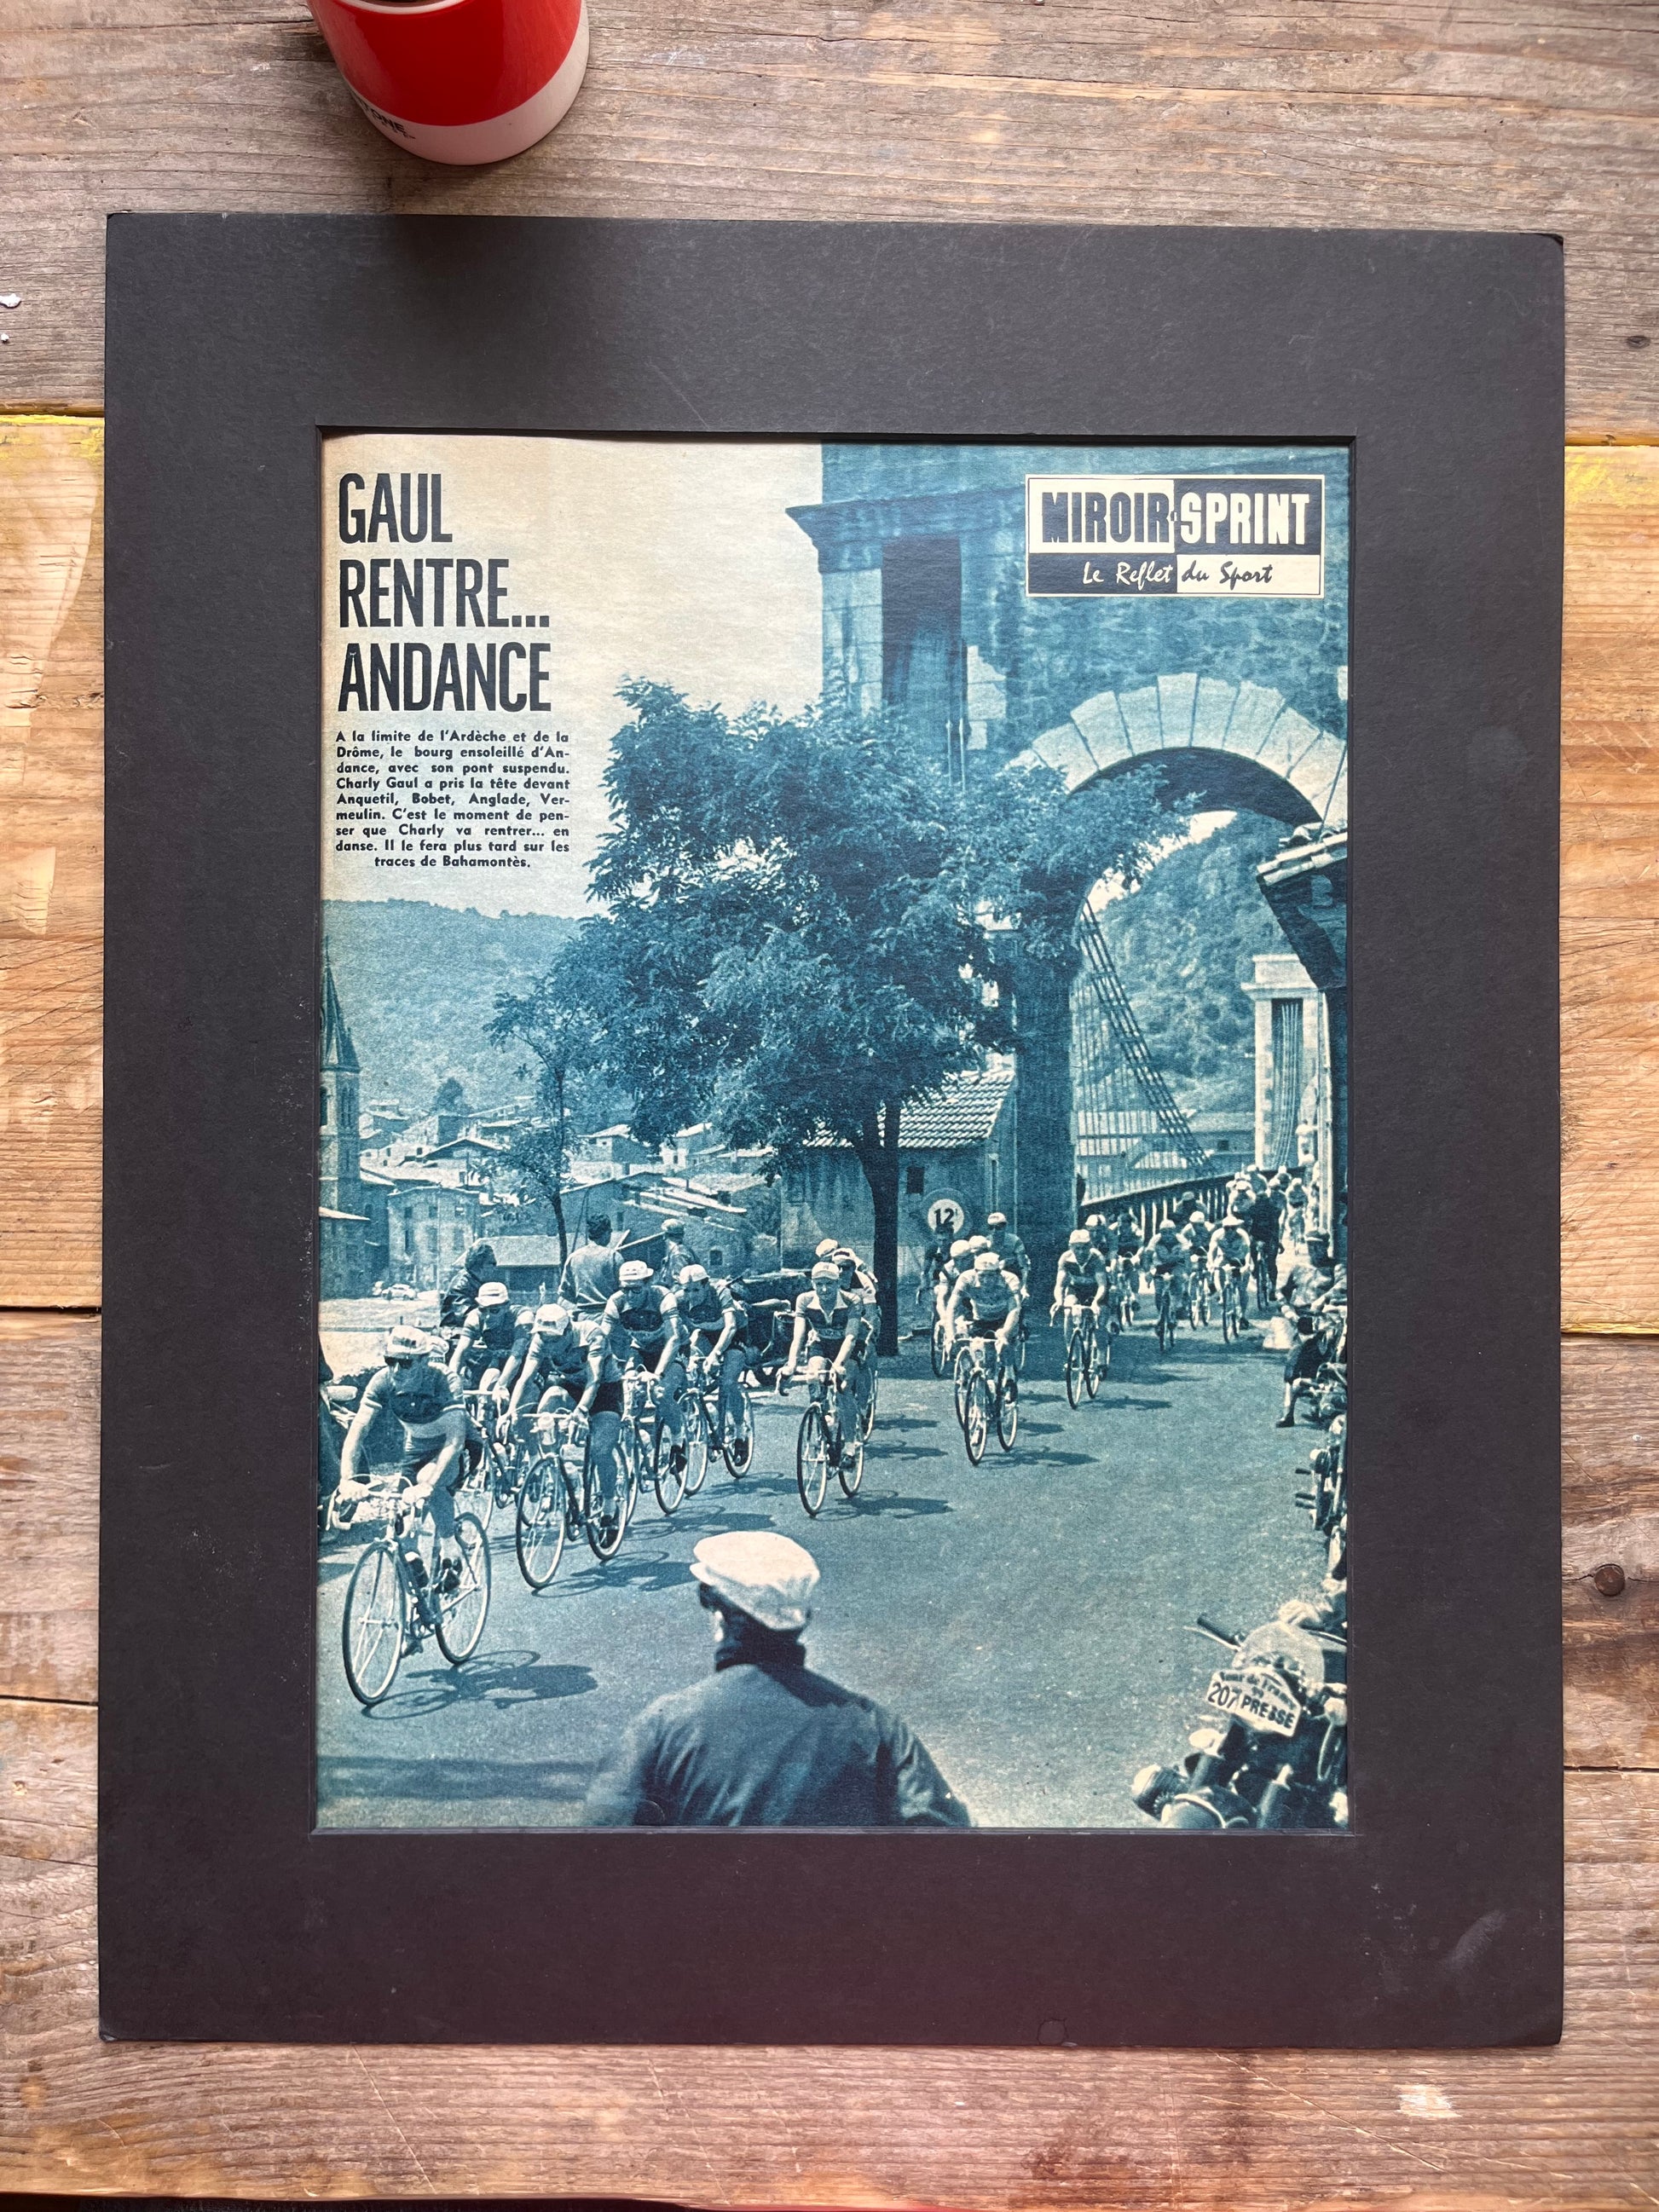 GAUL
RENTRE...
ANDANCE
A la limite de l'Ardèche et de la
Drôme, le bourg ensoleillé d'An-
dance, avec son pont suspendu.
Charly Gaul a pris la tête devant
Anquetil, Bobet, Anglade, Ver-
meulin. C'est le moment de pen-
ser que Charly va rentrer... en
danse. Il le fera plus tard sur les
traces de Bahamontès.
MIROIR-SPRINT
Le Reflet du Sport
12t
207 PRESSE